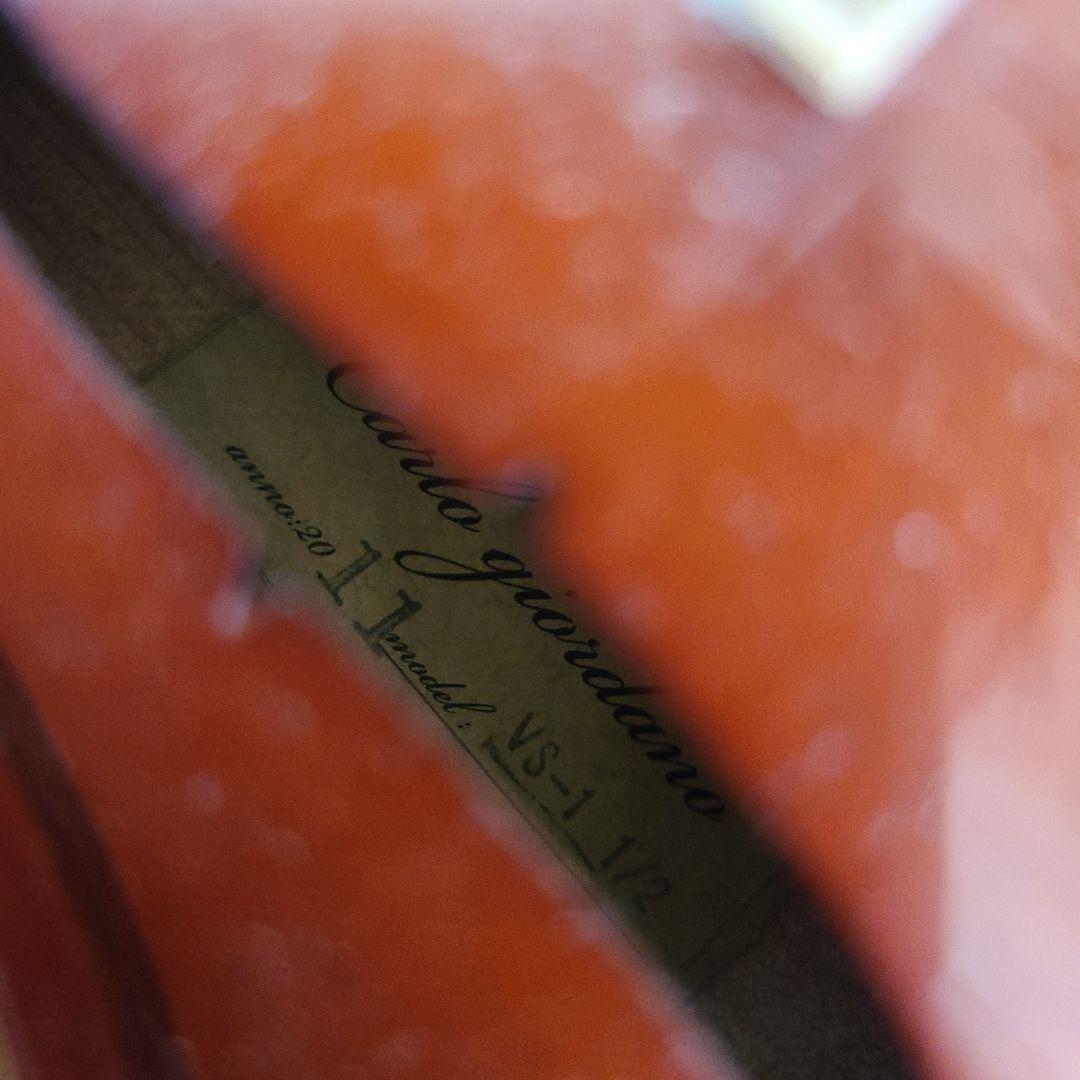 Carlo giordano
anno:2011 model: VS-1 1/2